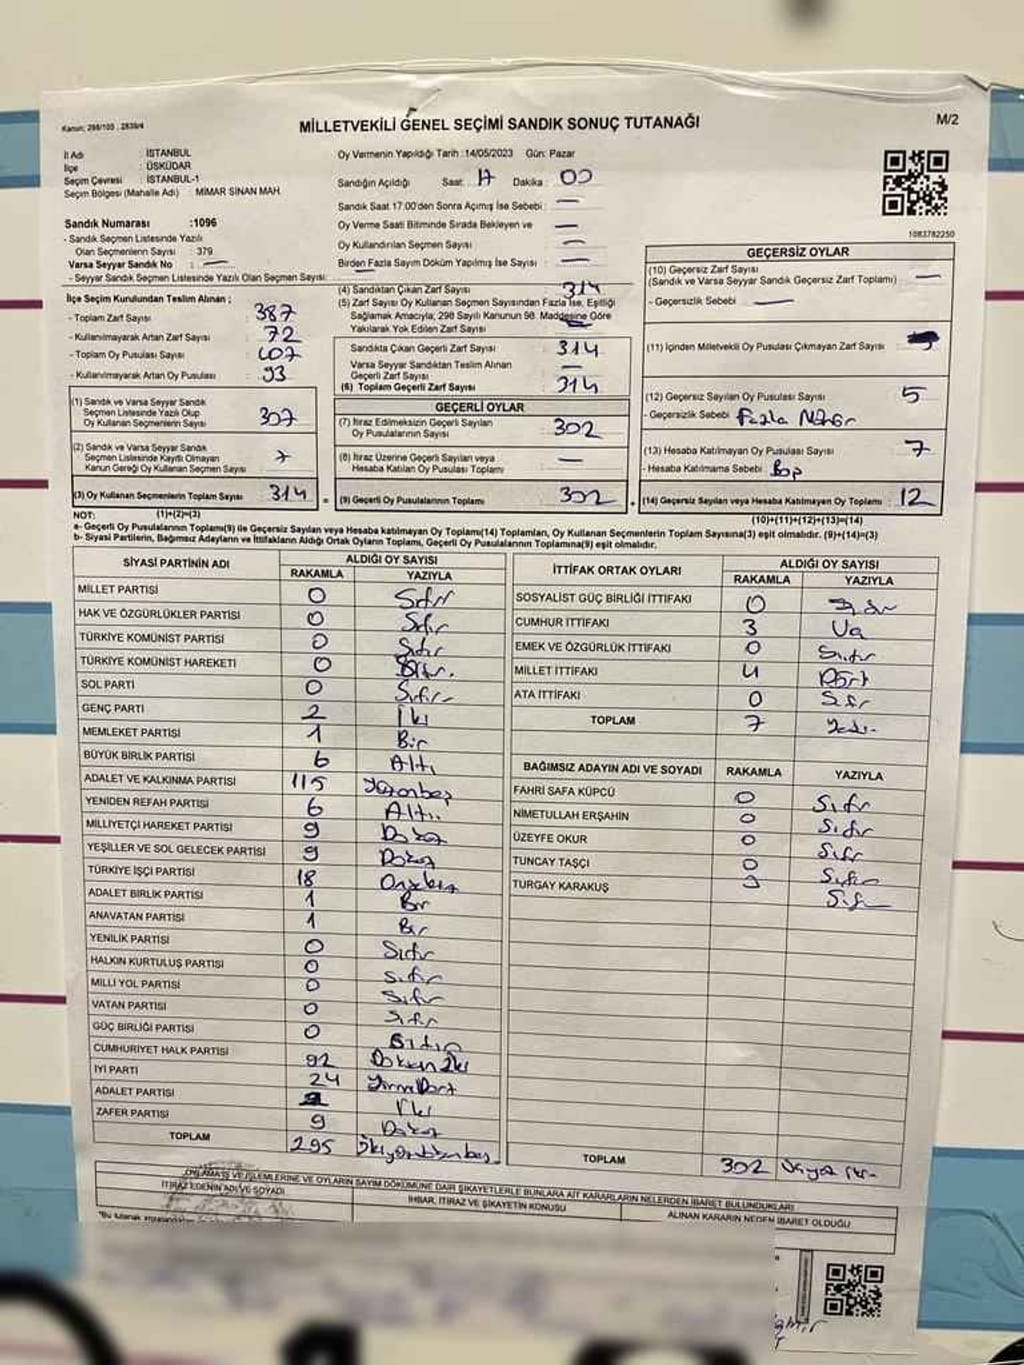 Kanun: 298/105 . 2839/4
MİLLETVEKİLİ GENEL SEÇİMİ SANDIK SONUÇ TUTANAĞI
M/2
İl Adı : İSTANBUL
İlçe : ÜSKÜDAR
Seçim Çevresi : İSTANBUL-1
Seçim Bölgesi (Mahalle Adı) MİMAR SİNAN MAH.
Sandık Numarası :1096
- Sandık Seçmen Listesinde Yazılı
Olan Seçmenlerin Sayısı : 379
Varsa Seyyar Sandık No : —
- Seyyar Sandık Seçmen Listesinde Yazılı Olan Seçmen Sayısı: —
Oy Vermenin Yapıldığı Tarih :14/05/2023 Gün: Pazar
Sandığın Açıldığı Saat: 17 Dakika : 00
Sandık Saat 17:00'den Sonra Açımış İse Sebebi : —
Oy Verme Saati Bitiminde Sırada Bekleyen ve —
Oy Kullandırılan Seçmen Sayısı : —
Birden Fazla Sayım Döküm Yapılmış İse Sayısı : —
1083782250
İlçe Seçim Kurulundan Teslim Alınan ;
- Toplam Zarf Sayısı : 387
- Kullanılmayarak Artan Zarf Sayısı : 72
- Toplam Oy Pusulası Sayısı : 407
- Kullanılmayarak Artan Oy Pusulası : 93
(1) Sandık ve Varsa Seyyar Sandık
Seçmen Listesinde Yazılı Olup
Oy Kullanan Seçmenlerin Sayısı : 307
(2) Sandık ve Varsa Seyyar Sandık
Seçmen Listesinde Kayıtlı Olmayan
Kanun Gereği Oy Kullanan Seçmen Sayısı : 7
(3) Oy Kullanan Seçmenlerin Toplam Sayısı : 314
(4) Sandıktan Çıkan Zarf Sayısı : 314
(5) Zarf Sayısı Oy Kullanan Seçmen Sayısından Fazla İse, Eşitliği
Sağlamak Amacıyla; 298 Sayılı Kanunun 98. Maddesine Göre
Yakılarak Yok Edilen Zarf Sayısı
Sandıkta Çıkan Geçerli Zarf Sayısı : 314
Varsa Seyyar Sandıktan Teslim Alınan
Geçerli Zarf Sayısı : —
(6) Toplam Geçerli Zarf Sayısı : 314
GEÇERLİ OYLAR
(7) İtiraz Edilmeksizin Geçerli Sayılan
Oy Pusulalarının Sayısı : 302
(8) İtiraz Üzerine Geçerli Sayılan veya
Hesaba Katılan Oy Pusulası Toplamı : —
= (9) Geçerli Oy Pusulalarının Toplamı : 302
GEÇERSİZ OYLAR
(10) Geçersiz Zarf Sayısı
(Sandık ve Varsa Seyyar Sandık Geçersiz Zarf Toplamı) : —
- Geçersizlik Sebebi : —
(11) İçinden Milletvekili Oy Pusulası Çıkmayan Zarf Sayısı :
(12) Geçersiz Sayılan Oy Pusulası Sayısı : 5
- Geçersizlik Sebebi : Fazla Mühür
(13) Hesaba Katılmayan Oy Pusulası Sayısı : 7
- Hesaba Katılmama Sebebi : Boş
+ (14) Geçersiz Sayılan veya Hesaba Katılmayan Oy Toplamı : 12
NOT: (1)+(2)=(3)
(10)+(11)+(12)+(13)=(14)
a- Geçerli Oy Pusulalarının Toplamı(9) ile Geçersiz Sayılan veya Hesaba katılmayan Oy Toplamı(14) Toplamları, Oy Kullanan Seçmenlerin Toplam Sayısına(3) eşit olmalıdır. (9)+(14)=(3)
b- Siyasi Partilerin, Bağımsız Adayların ve İttifakların Aldığı Ortak Oyların Toplamı, Geçerli Oy Pusulalarının Toplamına(9) eşit olmalıdır.
SİYASİ PARTİNİN ADI ALDIĞI OY SAYISI
RAKAMLA YAZIYLA
MİLLET PARTİSİ 0 Sıfır
HAK VE ÖZGÜRLÜKLER PARTİSİ 0 Sıfır
TÜRKİYE KOMÜNİST PARTİSİ 0 Sıfır
TÜRKİYE KOMÜNİST HAREKETİ 0 Sıfır.
SOL PARTİ 0 Sıfır
GENÇ PARTİ 2 İki
MEMLEKET PARTİSİ 1 Bir
BÜYÜK BİRLİK PARTİSİ 6 Altı
ADALET VE KALKINMA PARTİSİ 115 Yüzonbeş
YENİDEN REFAH PARTİSİ 6 Altı
MİLLİYETÇİ HAREKET PARTİSİ 9 Dokuz
YEŞİLLER VE SOL GELECEK PARTİSİ 9 Dokuz
TÜRKİYE İŞÇİ PARTİSİ 18 Onsekiz
ADALET BİRLİK PARTİSİ 1 Bir
ANAVATAN PARTİSİ 1 Bir
YENİLİK PARTİSİ 0 Sıfır
HALKIN KURTULUŞ PARTİSİ 0 Sıfır
MİLLİ YOL PARTİSİ 0 Sıfır
VATAN PARTİSİ 0 Sıfır
GÜÇ BİRLİĞİ PARTİSİ 0 Sıfır
CUMHURİYET HALK PARTİSİ 92 Doksan İki
İYİ PARTİ 24 YirmiDört
ADALET PARTİSİ 2 İki
ZAFER PARTİSİ 9 Dokuz
TOPLAM 295 İkiyüzdoksanbeş
İTTİFAK ORTAK OYLARI ALDIĞI OY SAYISI
RAKAMLA YAZIYLA
SOSYALİST GÜÇ BİRLİĞİ İTTİFAKI 0 Sıfır
CUMHUR İTTİFAKI 3 Üç
EMEK VE ÖZGÜRLÜK İTTİFAKI 0 Sıfır
MİLLET İTTİFAKI 4 Dört
ATA İTTİFAKI 0 Sıfır
TOPLAM 7 Yedi
BAĞIMSIZ ADAYIN ADI VE SOYADI RAKAMLA YAZIYLA
FAHRİ SAFA KÜPCÜ 0 Sıfır
NİMETULLAH ERŞAHİN 0 Sıfır
ÜZEYFE OKUR 0 Sıfır
TUNCAY TAŞÇI 0 Sıfır
TURGAY KARAKUŞ 0 Sıfır
TOPLAM 302 Üçyüz iki
OYLAMA İŞ VE İŞLEMLERİNE VE OYLARIN SAYIM DÖKÜMÜNE DAİR ŞİKAYETLERLE BUNLARA AİT KARARLARIN NELERDEN İBARET BULUNDUKLARI
İTİRAZ EDENİN ADI VE SOYADI İHBAR, İTİRAZ VE ŞİKAYETİN KONUSU ALINAN KARARIN NEDEN İBARET OLDUĞU
"Bu tutanak